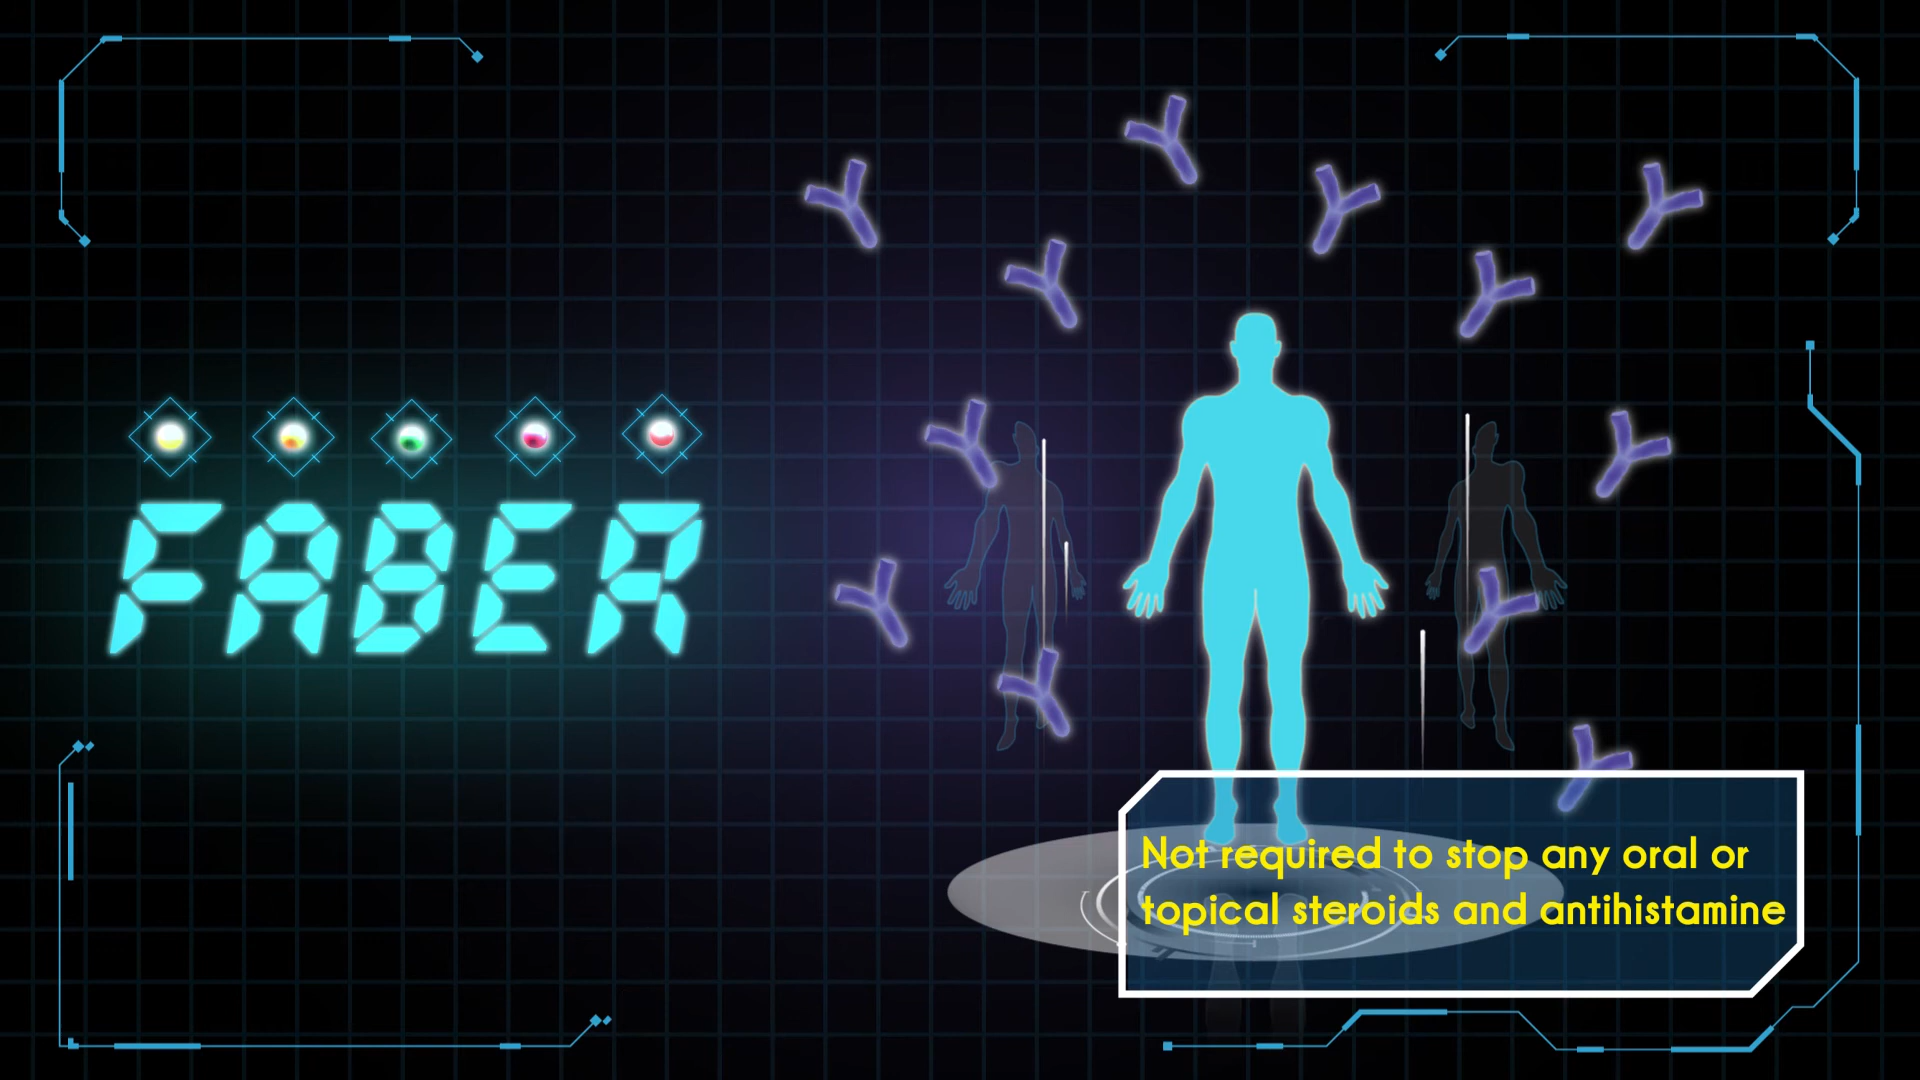 FABER
Not required to stop any oral or
topical steroids and antihistamine